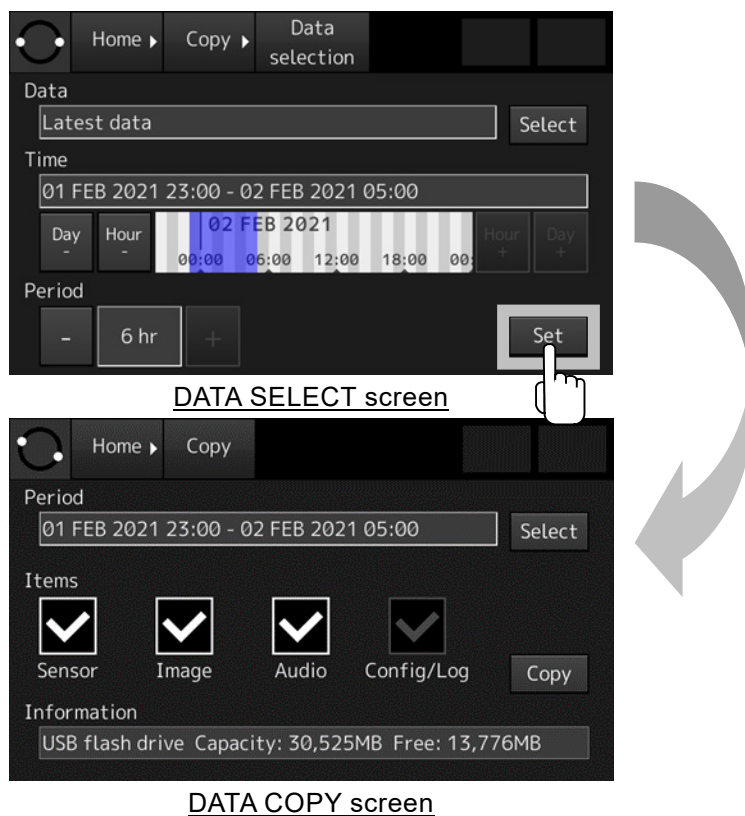 Home Copy Data selection
Data
Latest data Select
Time
01 FEB 2021 23:00 - 02 FEB 2021 05:00
Day - Hour - 02 FEB 2021 Hour + Day +
00:00 06:00 12:00 18:00 00:
Period
- 6 hr + Set
DATA SELECT screen
Home Copy
Period
01 FEB 2021 23:00 - 02 FEB 2021 05:00 Select
Items
Sensor Image Audio Config/Log Copy
Information
USB flash drive Capacity: 30,525MB Free: 13,776MB
DATA COPY screen